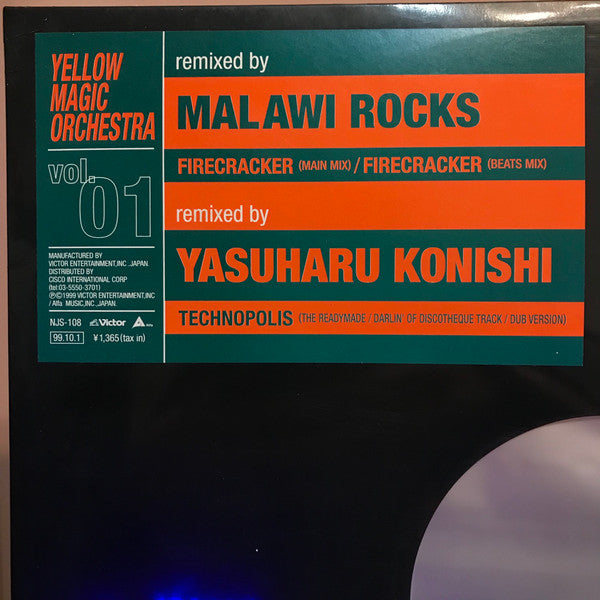 YELLOW
MAGIC
ORCHESTRA
vol.
01
MANUFACTURED BY
VICTOR ENTERTAINMENT,INC.,JAPAN.
DISTRIBUTED BY
CISCO INTERNATIONAL CORP
(tel:03-5550-3701)
Ⓟ©1999 VICTOR ENTERTAINMENT,INC
/ Alfa MUSIC,INC.,JAPAN.
NJS-108 Victor Alfa
99.10.1 ¥1,365(tax in)
remixed by
MALAWI ROCKS
FIRECRACKER (MAIN MIX) / FIRECRACKER (BEATS MIX)
remixed by
YASUHARU KONISHI
TECHNOPOLIS (THE READYMADE / DARLIN' OF DISCOTHEQUE TRACK / DUB VERSION)